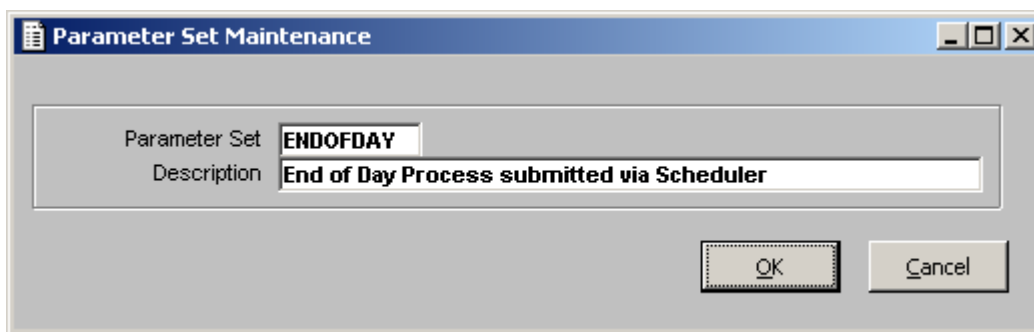 Parameter Set Maintenance
Parameter Set ENDOFDAY
Description End of Day Process submitted via Scheduler
OK Cancel